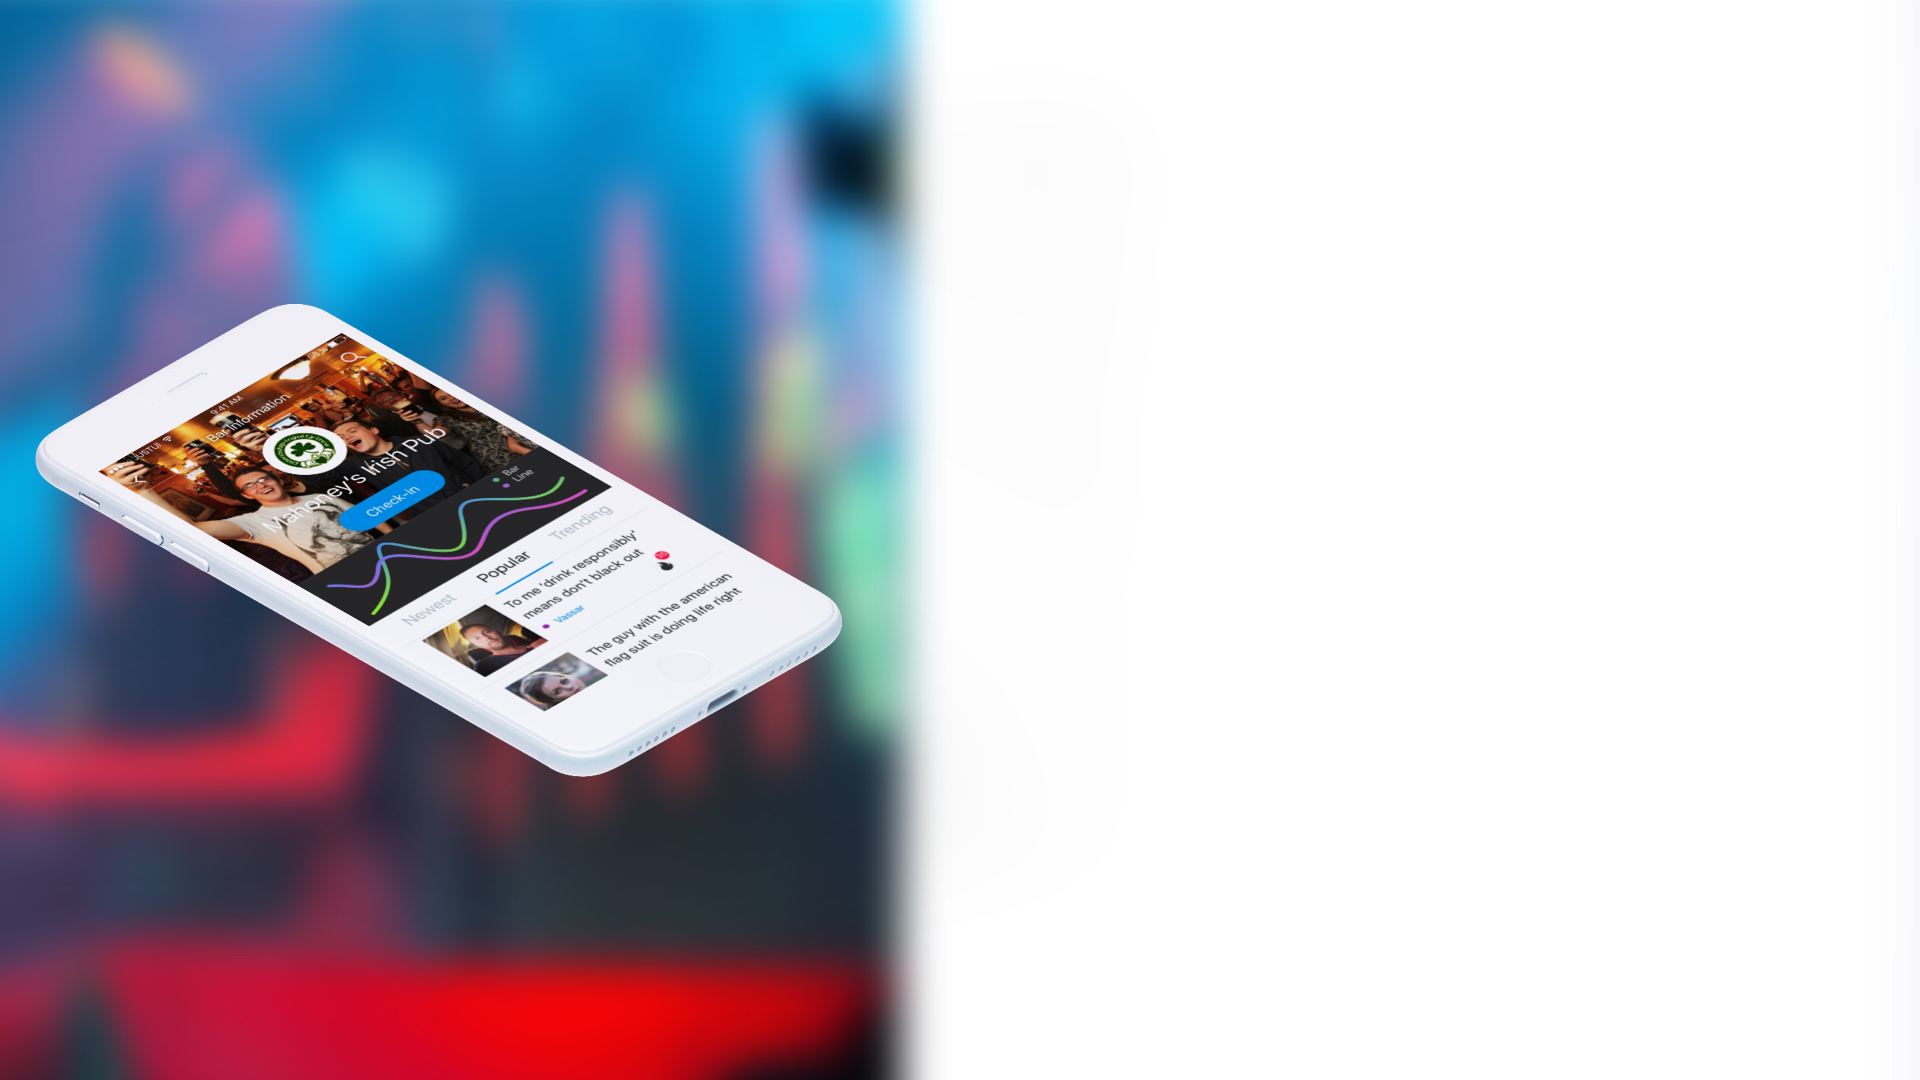 JUSTUI
9:41 AM
Bar Information
Mahoney's Irish Pub
Check-in
Bar
Line
Newest
Popular
Trending
To me 'drink responsibly'
means don't black out
Vassar
The guy with the american
flag suit is doing life right